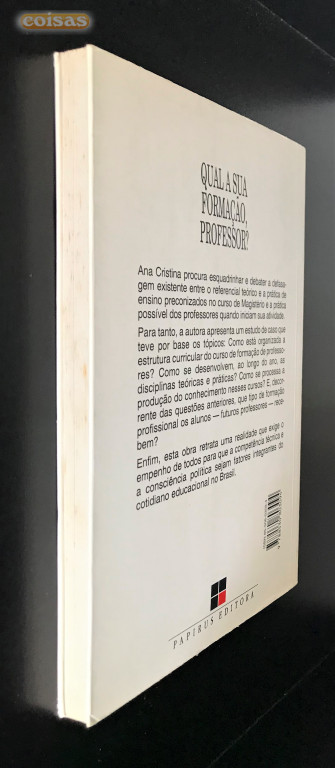 coisas
QUAL A SUA
FORMAÇÃO,
PROFESSOR?
Ana Cristina procura esquadrinhar e debater a defasa-
gem existente entre o referencial teórico e a prática de
ensino preconizados no curso de Magistério e a prática
possível dos professores quando iniciam sua atividade.
Para tanto, a autora apresenta um estudo de caso que
teve por base os tópicos: Como está organizada a
estrutura curricular do curso de formação de professo-
res? Como se desenvolvem, ao longo do ano, as
disciplinas teóricas e práticas? Como se processa a
produção do conhecimento nesses cursos? E, decor-
rente das questões anteriores, que tipo de formação
profissional os alunos — futuros professores — rece-
bem?
Enfim, esta obra retrata uma realidade que exige o
empenho de todos para que a competência técnica e
a consciência política sejam fatores integrantes do
cotidiano educacional no Brasil.
PAPIRUS EDITORA